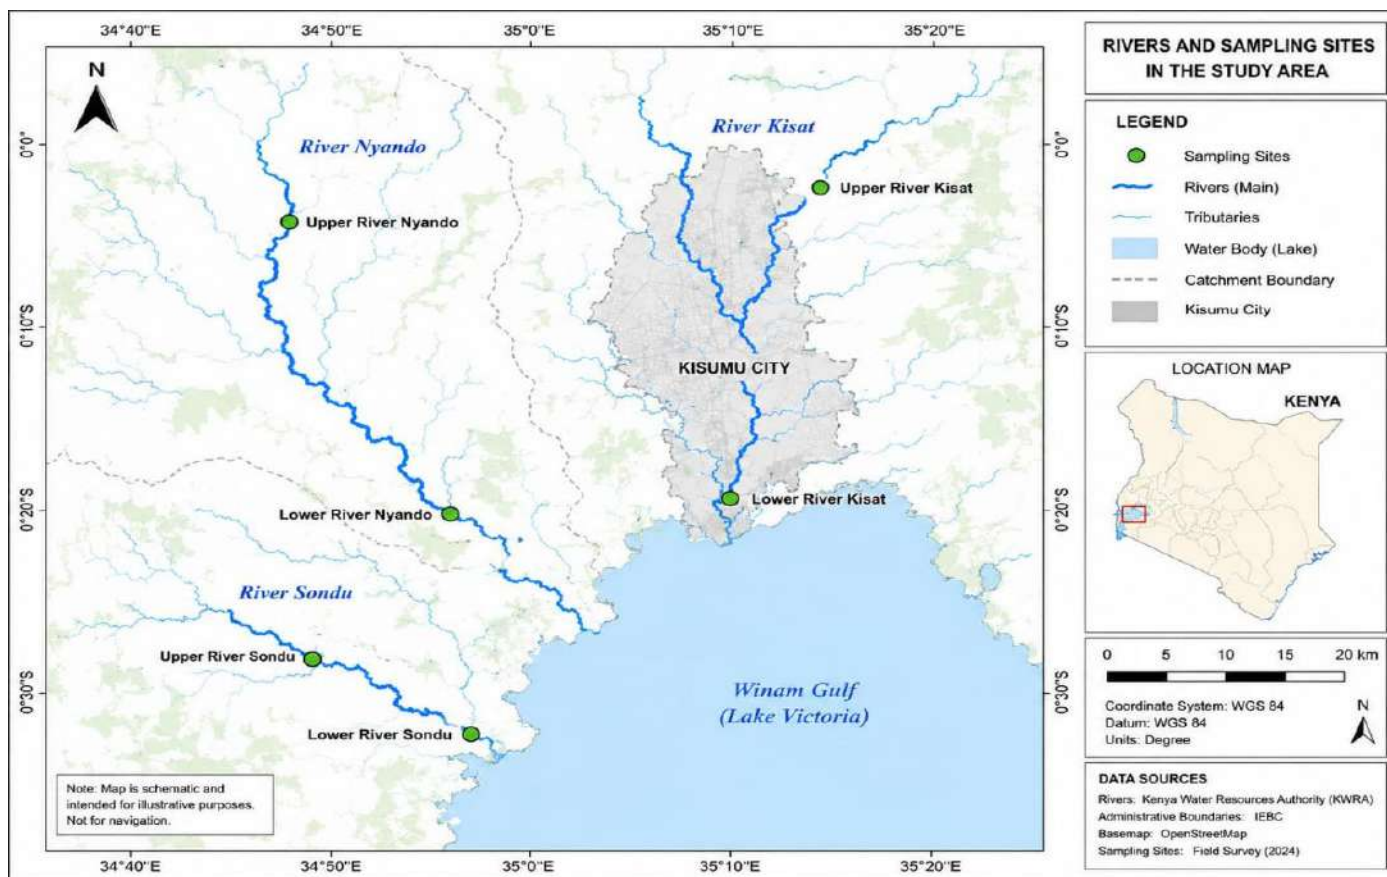 34°40'E
34°50'E
35°0'E
35°10'E
35°20'E
N
0°0"
0°10'S
0°20'S
0°30'S
River Nyando
River Kisat
Upper River Kisat
Upper River Nyando
KISUMU CITY
Lower River Kisat
Lower River Nyando
River Sondu
Upper River Sondu
Lower River Sondu
Winam Gulf
(Lake Victoria)
Note: Map is schematic and
intended for illustrative purposes.
Not for navigation.
0°0"
0°10'S
0°20'S
0°30'S
34°40'E
34°50'E
35°0'E
35°10'E
35°20'E
RIVERS AND SAMPLING SITES
IN THE STUDY AREA
LEGEND
Sampling Sites
Rivers (Main)
Tributaries
Water Body (Lake)
Catchment Boundary
Kisumu City
LOCATION MAP
KENYA
0 5 10 15 20 km
Coordinate System: WGS 84
Datum: WGS 84
Units: Degree
N
DATA SOURCES
Rivers: Kenya Water Resources Authority (KWRA)
Administrative Boundaries: IEBC
Basemap: OpenStreetMap
Sampling Sites: Field Survey (2024)